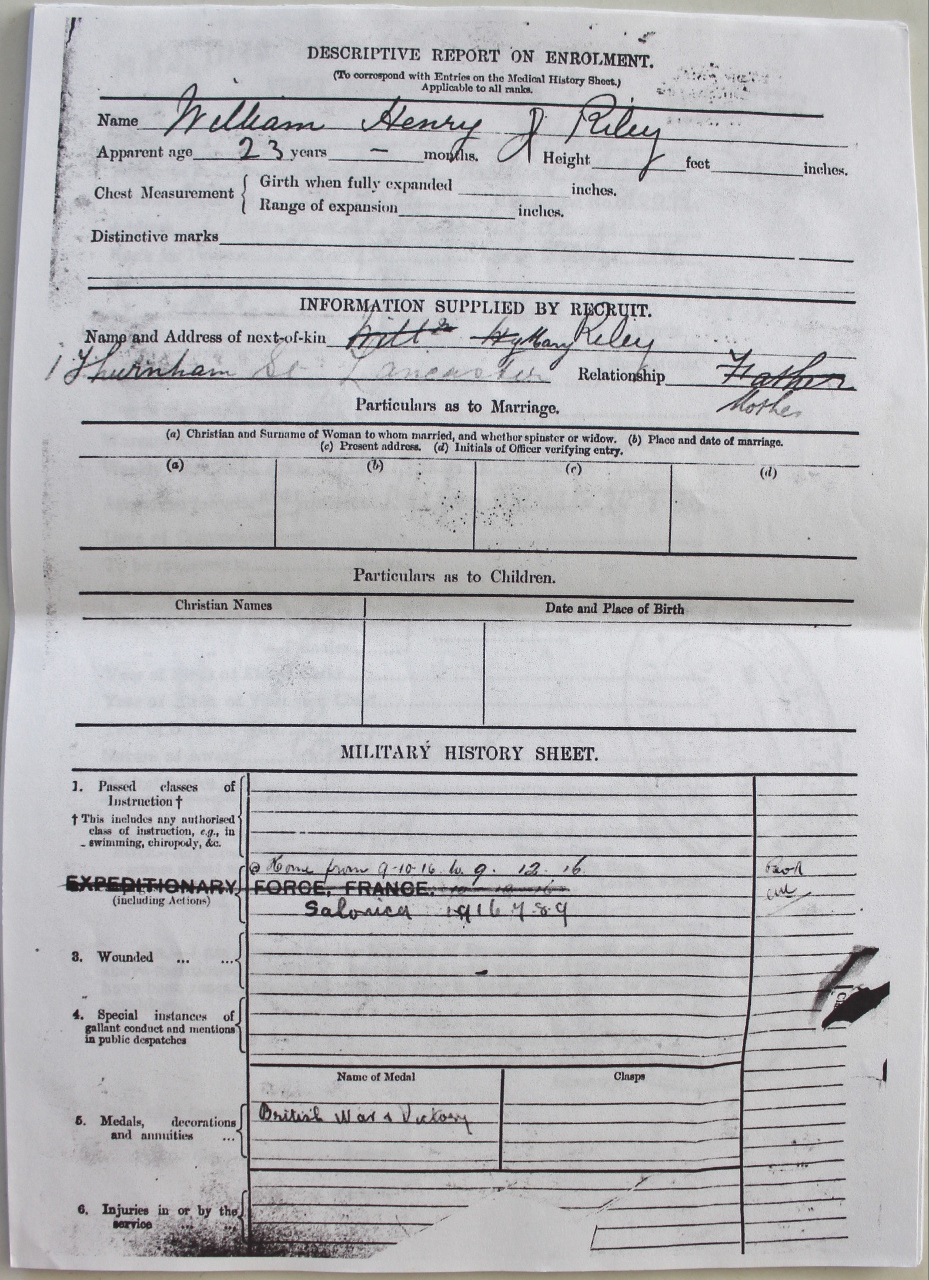 DESCRIPTIVE REPORT ON ENROLMENT.
(To correspond with Entries on the Medical History Sheet.)
Applicable to all ranks.
Name William Henry Riley
Apparent age 23 years - months. Height feet inches.
Chest Measurement { Girth when fully expanded inches.
Range of expansion inches.
Distinctive marks
INFORMATION SUPPLIED BY RECRUIT.
Name and Address of next-of-kin Willm Hy Mary Riley
1 Thurnham St Lancaster Relationship Father
Mother
Particulars as to Marriage.
(a) Christian and Surname of Woman to whom married, and whether spinster or widow. (b) Place and date of marriage.
(c) Present address. (d) Initials of Officer verifying entry.
(a) (b) (c) (d)
Particulars as to Children.
Christian Names Date and Place of Birth
MILITARY HISTORY SHEET.
1. Passed classes of
Instruction †
† This includes any authorised
class of instruction, e.g., in
swimming, chiropody, &c.
Home from 9-10-16 to 9. 12. 16.
EXPEDITIONARY FORCE, FRANCE.
(including Actions)
Salonica 1916 7 8 9
3. Wounded ... ...
4. Special instances of
gallant conduct and mentions
in public despatches
Name of Medal Clasps
5. Medals, decorations
and annuities ...
British War & Victory
6. Injuries in or by the
service ... ...